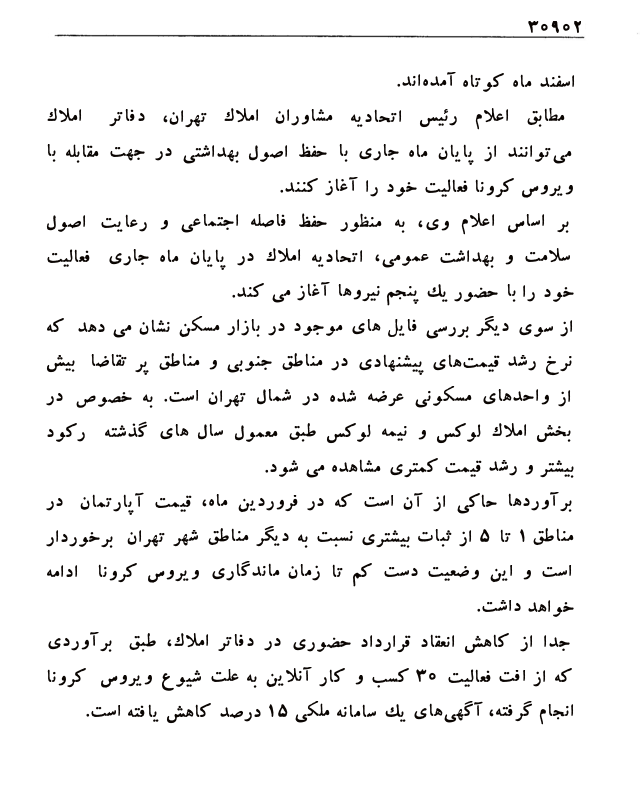 ۳۰۹۰۲
اسفند ماه کوتاه آمده‌اند.
مطابق اعلام رئیس اتحادیه مشاوران املاك تهران، دفاتر املاك
می‌توانند از پایان ماه جاری با حفظ اصول بهداشتی در جهت مقابله با
ویروس کرونا فعالیت خود را آغاز کنند.
بر اساس اعلام وی، به منظور حفظ فاصله اجتماعی و رعایت اصول
سلامت و بهداشت عمومی، اتحادیه املاك در پایان ماه جاری فعالیت
خود را با حضور یك پنجم نیروها آغاز می کند.
از سوی دیگر بررسی فایل های موجود در بازار مسکن نشان می دهد که
نرخ رشد قیمت‌های پیشنهادی در مناطق جنوبی و مناطق پر تقاضا بیش
از واحدهای مسکونی عرضه شده در شمال تهران است. به خصوص در
بخش املاك لوکس و نیمه لوکس طبق معمول سال های گذشته رکود
بیشتر و رشد قیمت کمتری مشاهده می شود.
برآوردها حاکی از آن است که در فروردین ماه، قیمت آپارتمان در
مناطق ۱ تا ۵ از ثبات بیشتری نسبت به دیگر مناطق شهر تهران برخوردار
است و این وضعیت دست کم تا زمان ماندگاری ویروس کرونا ادامه
خواهد داشت.
جدا از کاهش انعقاد قرارداد حضوری در دفاتر املاك، طبق برآوردی
که از افت فعالیت ۳۰ کسب و کار آنلاین به علت شیوع ویروس کرونا
انجام گرفته، آگهی‌های یك سامانه ملکی ۱۵ درصد کاهش یافته است.